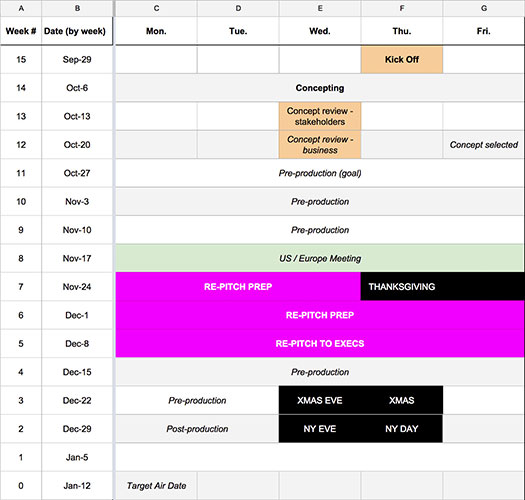 A B C D E F G
Week # Date (by week) Mon. Tue. Wed. Thu. Fri.
15 Sep-29 Kick Off
14 Oct-6 Concepting
13 Oct-13 Concept review -
stakeholders
12 Oct-20 Concept review -
business Concept selected
11 Oct-27 Pre-production (goal)
10 Nov-3 Pre-production
9 Nov-10 Pre-production
8 Nov-17 US / Europe Meeting
7 Nov-24 RE-PITCH PREP THANKSGIVING
6 Dec-1 RE-PITCH PREP
5 Dec-8 RE-PITCH TO EXECS
4 Dec-15 Pre-production
3 Dec-22 Pre-production XMAS EVE XMAS
2 Dec-29 Post-production NY EVE NY DAY
1 Jan-5
0 Jan-12 Target Air Date